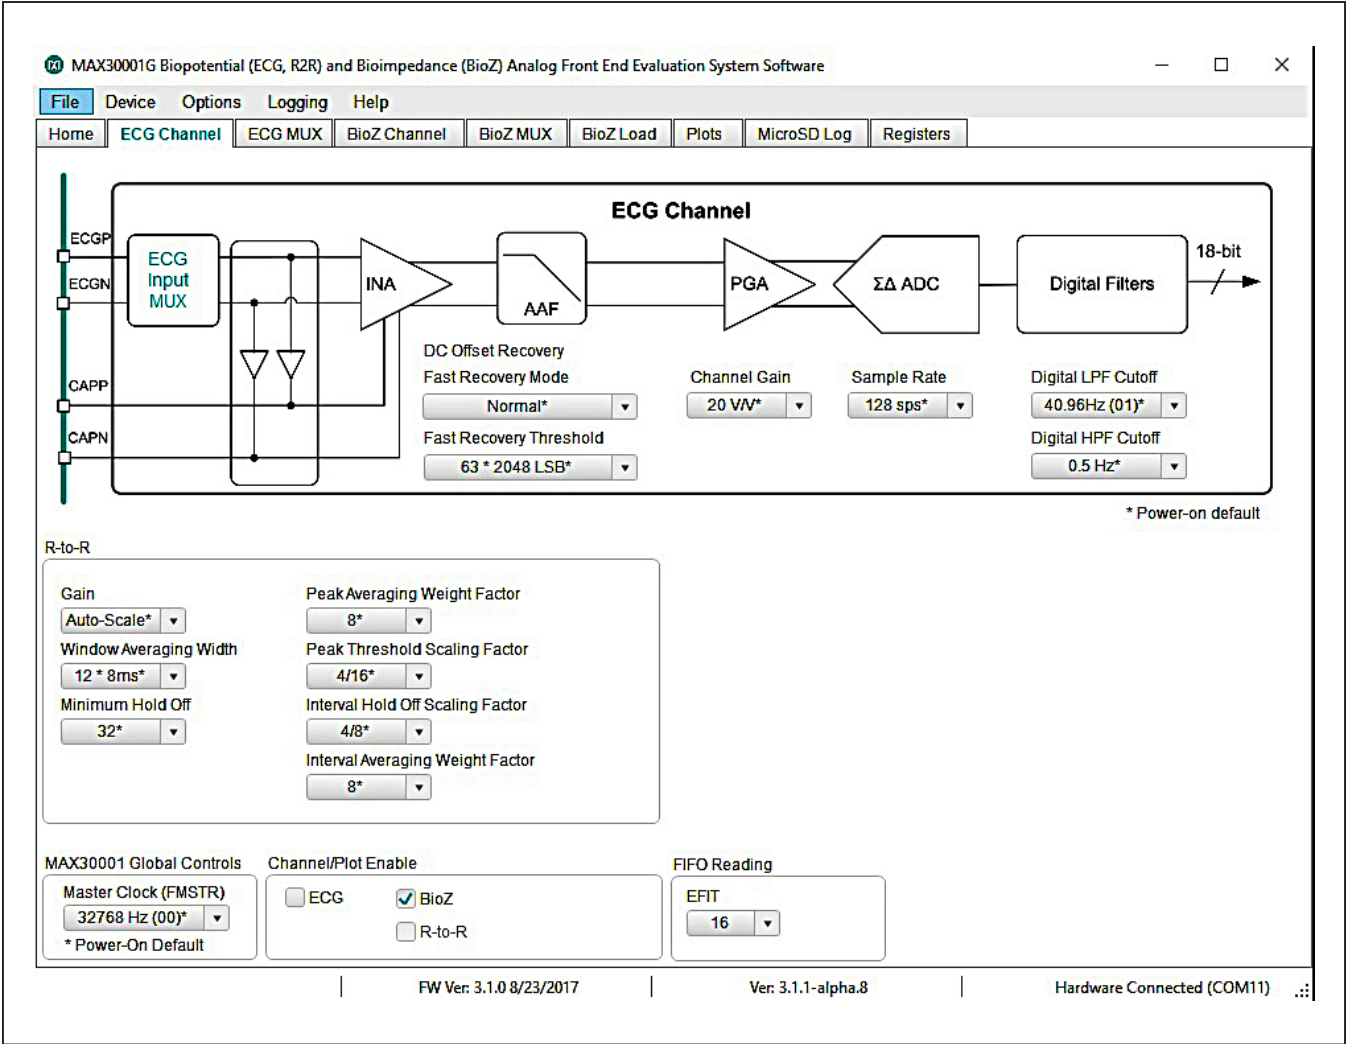 MAX30001G Biopotential (ECG, R2R) and Bioimpedance (BioZ) Analog Front End Evaluation System Software
File Device Options Logging Help
Home ECG Channel ECG MUX BioZ Channel BioZ MUX BioZ Load Plots MicroSD Log Registers
ECG Channel
ECGP
ECGN
CAPP
CAPN
ECG
Input
MUX
INA
AAF
PGA
ΣΔ ADC
Digital Filters
18-bit
DC Offset Recovery
Fast Recovery Mode
Normal*
Fast Recovery Threshold
63 * 2048 LSB*
Channel Gain
20 V/V*
Sample Rate
128 sps*
Digital LPF Cutoff
40.96Hz (01)*
Digital HPF Cutoff
0.5 Hz*
* Power-on default
R-to-R
Gain
Auto-Scale*
Window Averaging Width
12 * 8ms*
Minimum Hold Off
32*
Peak Averaging Weight Factor
8*
Peak Threshold Scaling Factor
4/16*
Interval Hold Off Scaling Factor
4/8*
Interval Averaging Weight Factor
8*
MAX30001 Global Controls
Master Clock (FMSTR)
32768 Hz (00)*
* Power-On Default
Channel/Plot Enable
ECG
BioZ
R-to-R
FIFO Reading
EFIT
16
FW Ver: 3.1.0 8/23/2017
Ver: 3.1.1-alpha.8
Hardware Connected (COM11)